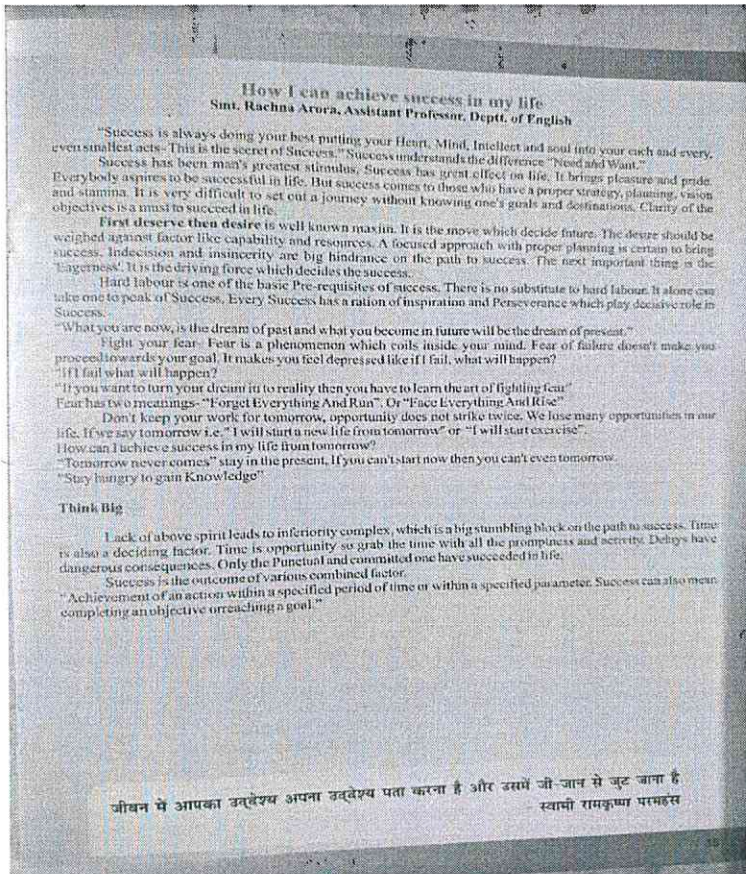 How I can achieve success in my life
Smt. Rachna Arora, Assistant Professor, Deptt. of English
"Success is always doing your best putting your Heart, Mind, Intellect and soul into your each and every,
even smallest acts- This is the secret of Success." Success understands the difference "Need and Want."
Success has been man's greatest stimulus, Success has great effect on life. It brings pleasure and pride.
Everybody aspires to be successful in life. But success comes to those who have a proper strategy, planning, vision
and stamina. It is very difficult to set out a journey without knowing one's goals and destinations. Clarity of the
objectives is a must to succeed in life.
First deserve then desire is well known maxim. It is the move which decide future. The desire should be
weighed against factor like capability and resources. A focused approach with proper planning is certain to bring
success. Indecision and insincerity are big hindrance on the path to success. The next important thing is the
'Eagerness'. It is the driving force which decides the success.
Hard labour is one of the basic Pre-requisites of success. There is no substitute to hard labour. It alone can
take one to peak of Success. Every Success has a ration of inspiration and Perseverance which play decisive role in
Success.
"What you are now, is the dream of past and what you become in future will be the dream of present."
Fight your fear- Fear is a phenomenon which coils inside your mind. Fear of failure doesn't make you
proceed towards your goal. It makes you feel depressed like if I fail, what will happen?
"If I fail what will happen?
"If you want to turn your dream in to reality then you have to learn the art of fighting fear"
Fear has two meanings- "Forget Everything And Run". Or "Face Everything And Rise"
Don't keep your work for tomorrow, opportunity does not strike twice. We lose many opportunities in our
life. If we say tomorrow i.e." I will start a new life from tomorrow" or "I will start exercise".
How can I achieve success in my life from tomorrow?
"Tomorrow never comes" stay in the present. If you can't start now then you can't even tomorrow.
"Stay hungry to gain Knowledge"
Think Big
Lack of above spirit leads to inferiority complex, which is a big stumbling block on the path to success. Time
is also a deciding factor. Time is opportunity so grab the time with all the promptness and activity. Delays have
dangerous consequences. Only the Punctual and committed one have succeeded in life.
Success is the outcome of various combined factor.
"Achievement of an action within a specified period of time or within a specified parameter. Success can also mean
completing an objective or reaching a goal."
जीवन में आपका उद्देश्य अपना उद्देश्य पता करना है और उसमें जी-जान से जुट जाना है
स्वामी रामकृष्ण परमहंस